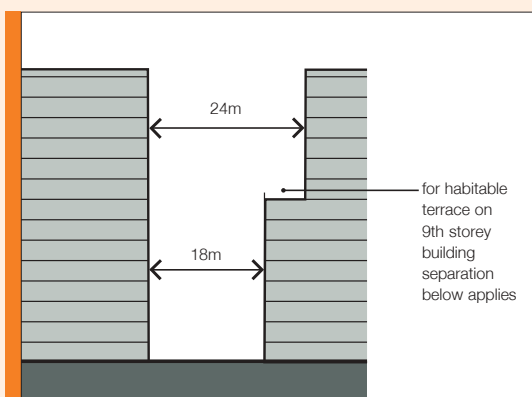 24m
for habitable
terrace on
9th storey
building
separation
below applies
18m